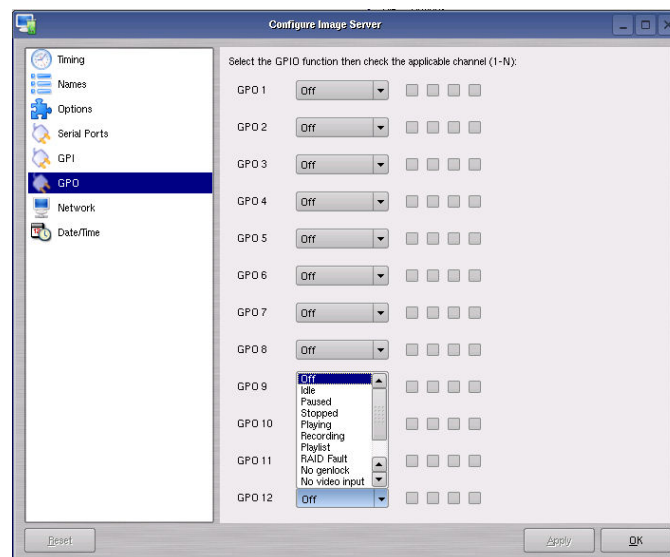 Configure Image Server
Timing
Names
Options
Serial Ports
GPI
GPO
Network
Date/Time
Select the GPIO function then check the applicable channel (1-N):
GPO 1 Off
GPO 2 Off
GPO 3 Off
GPO 4 Off
GPO 5 Off
GPO 6 Off
GPO 7 Off
GPO 8 Off
GPO 9
GPO 10
GPO 11
Off
Idle
Paused
Stopped
Playing
Recording
Playlist
RAID Fault
No genlock
No video input
GPO 12 Off
Reset
Apply
OK